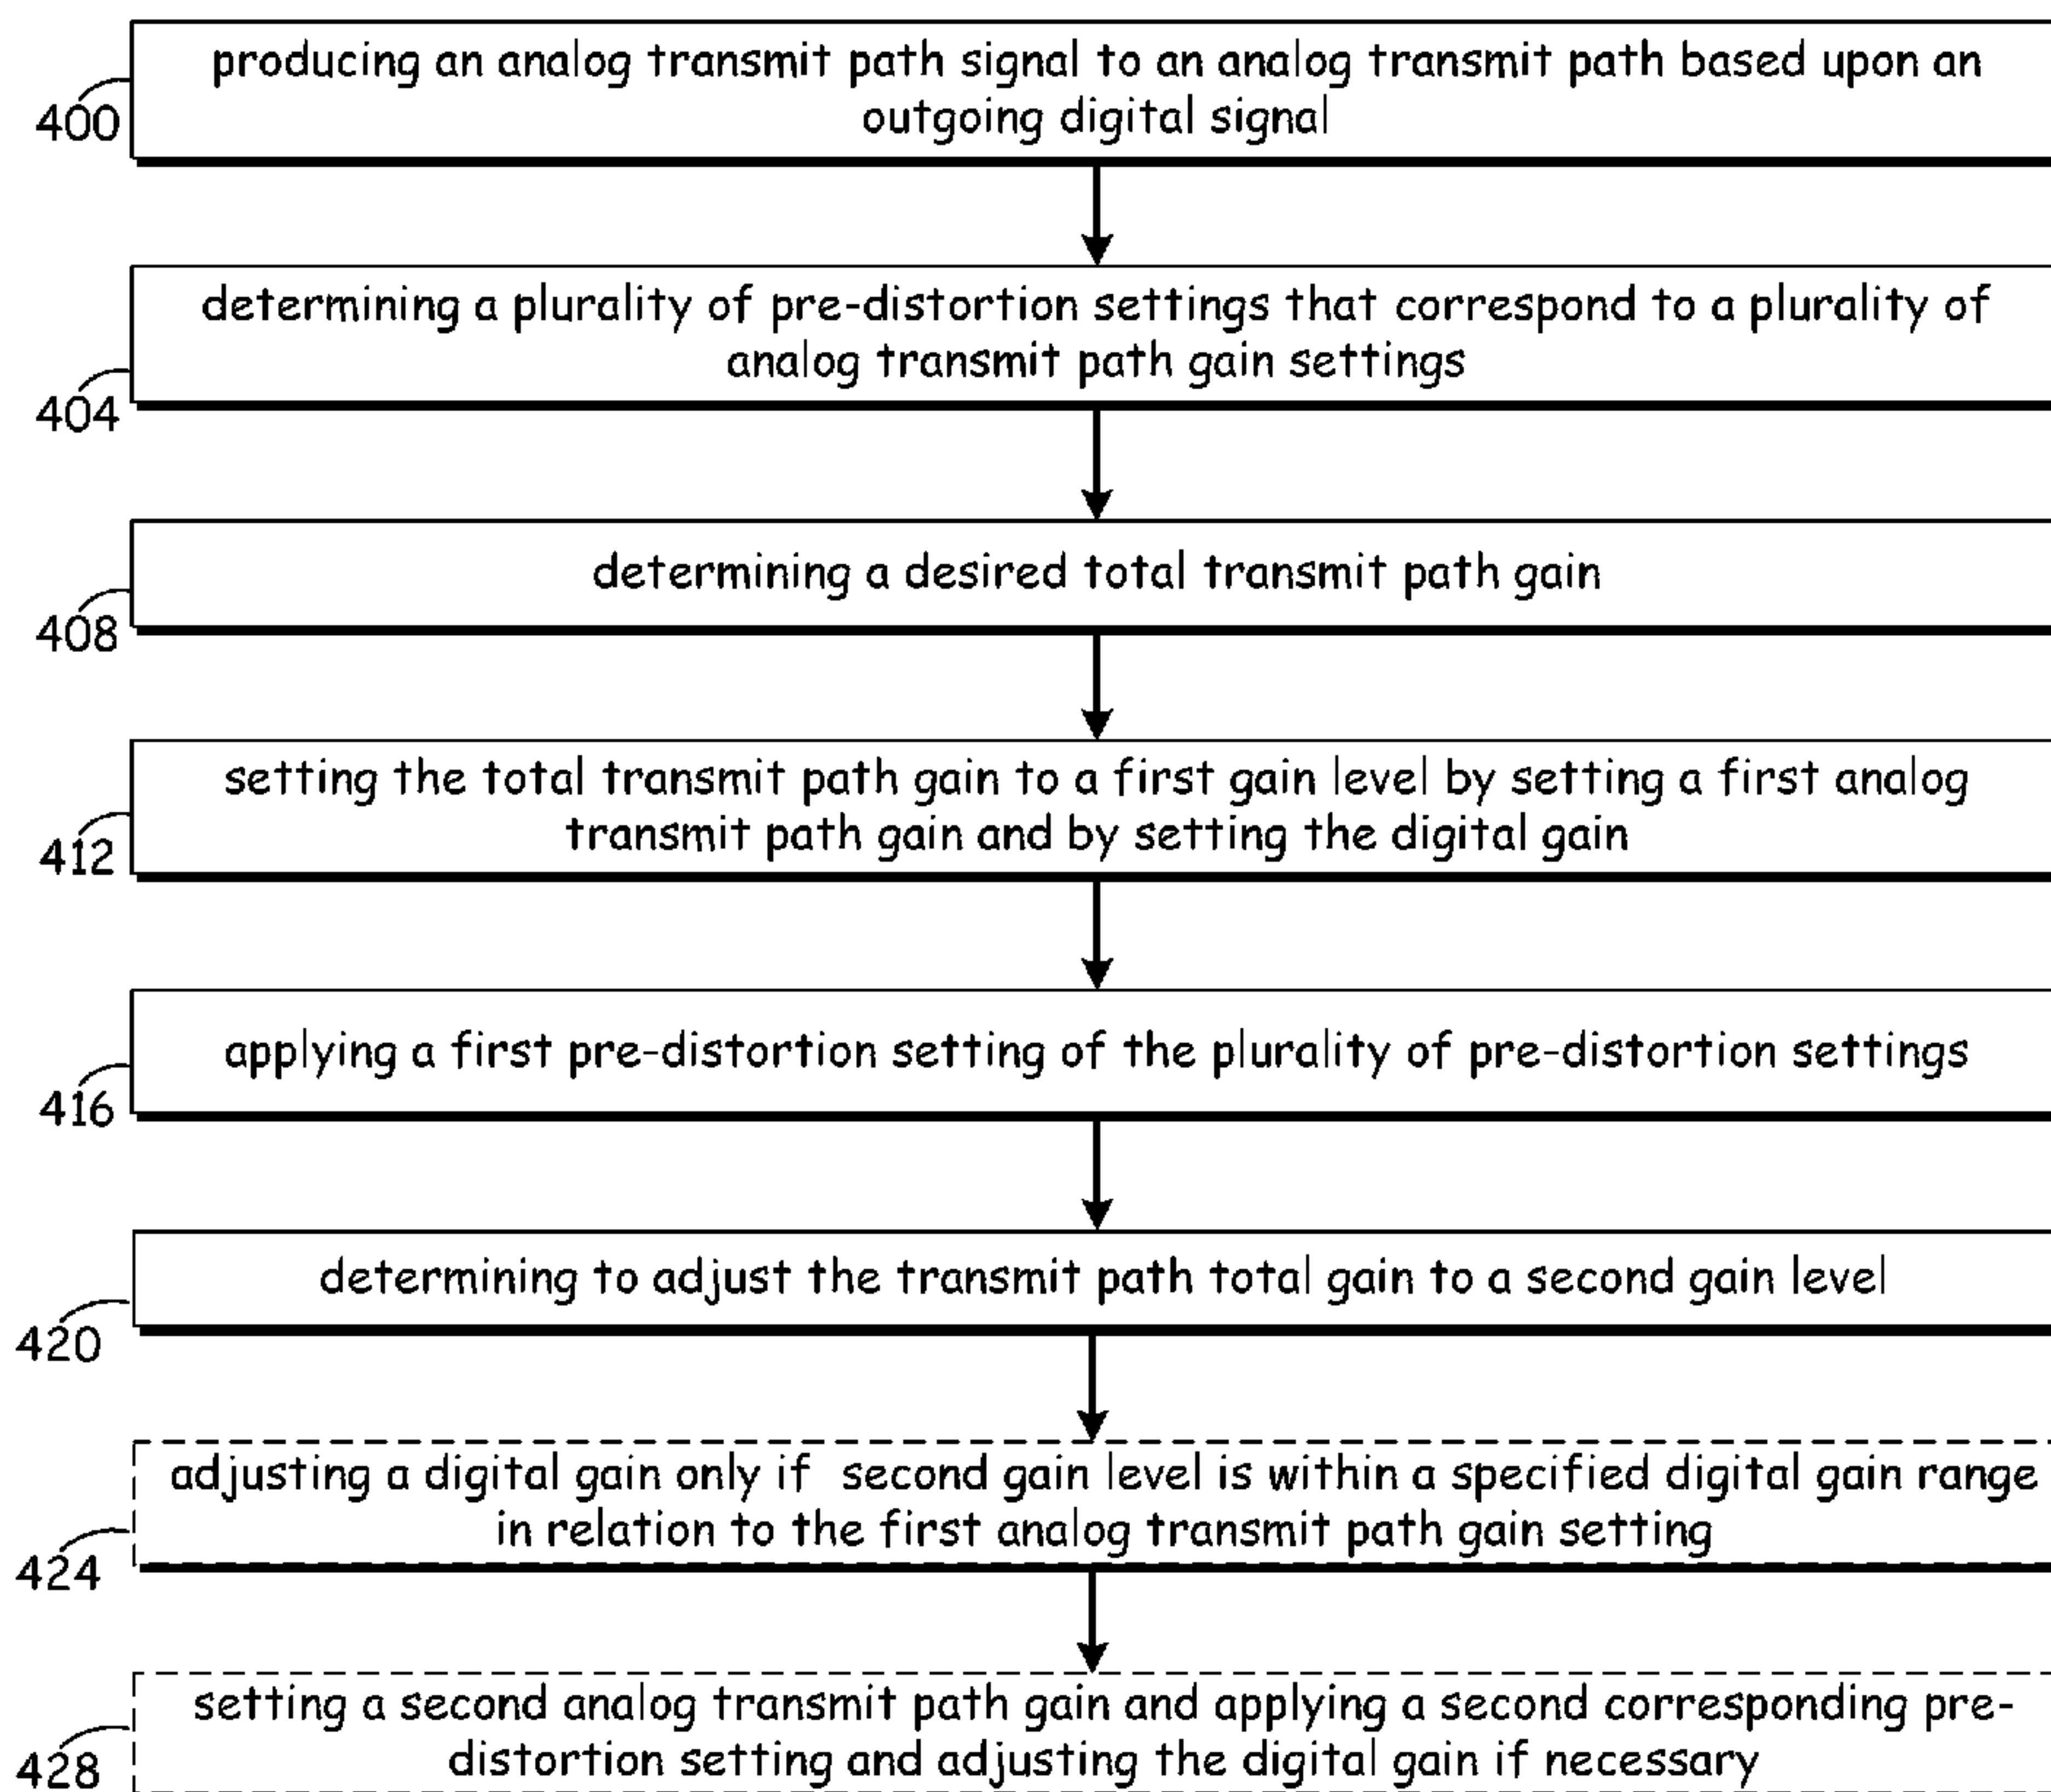 producing an analog transmit path signal to an analog transmit path based upon an
outgoing digital signal
400
determining a plurality of pre-distortion settings that correspond to a plurality of
analog transmit path gain settings
404
determining a desired total transmit path gain
408
setting the total transmit path gain to a first gain level by setting a first analog
transmit path gain and by setting the digital gain
412
applying a first pre-distortion setting of the plurality of pre-distortion settings
416
determining to adjust the transmit path total gain to a second gain level
420
adjusting a digital gain only if second gain level is within a specified digital gain range
in relation to the first analog transmit path gain setting
424
setting a second analog transmit path gain and applying a second corresponding pre-
distortion setting and adjusting the digital gain if necessary
428